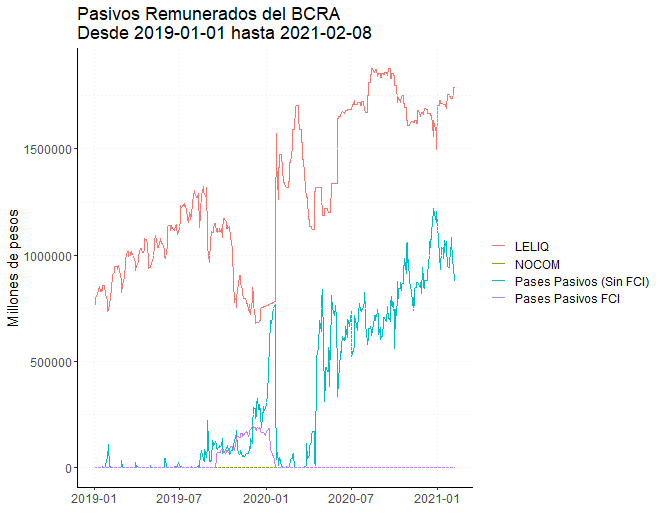 Pasivos Remunerados del BCRA
Desde 2019-01-01 hasta 2021-02-08
Millones de pesos
1500000
1000000
500000
0
2019-01
2019-07
2020-01
2020-07
2021-01
LELIQ
NOCOM
Pases Pasivos (Sin FCI)
Pases Pasivos FCI